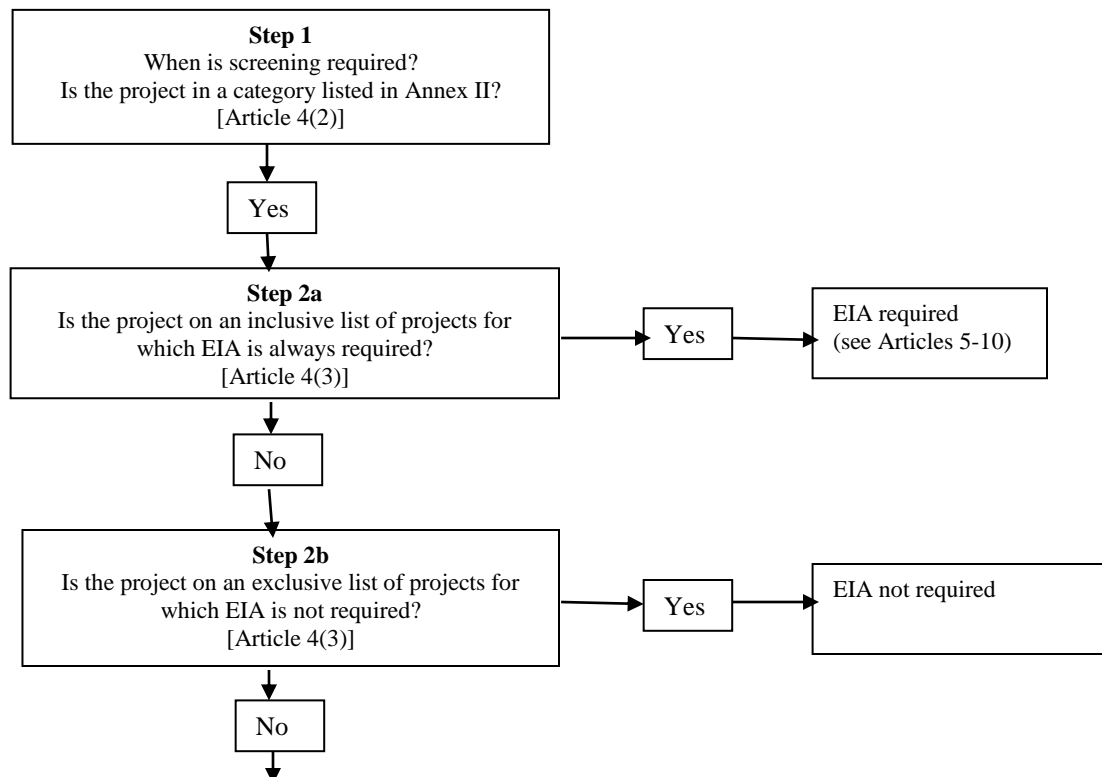 Step 1
When is screening required?
Is the project in a category listed in Annex II?
[Article 4(2)]
Yes
Step 2a
Is the project on an inclusive list of projects for
which EIA is always required?
[Article 4(3)]
Yes
EIA required
(see Articles 5-10)
No
Step 2b
Is the project on an exclusive list of projects for
which EIA is not required?
[Article 4(3)]
Yes
EIA not required
No